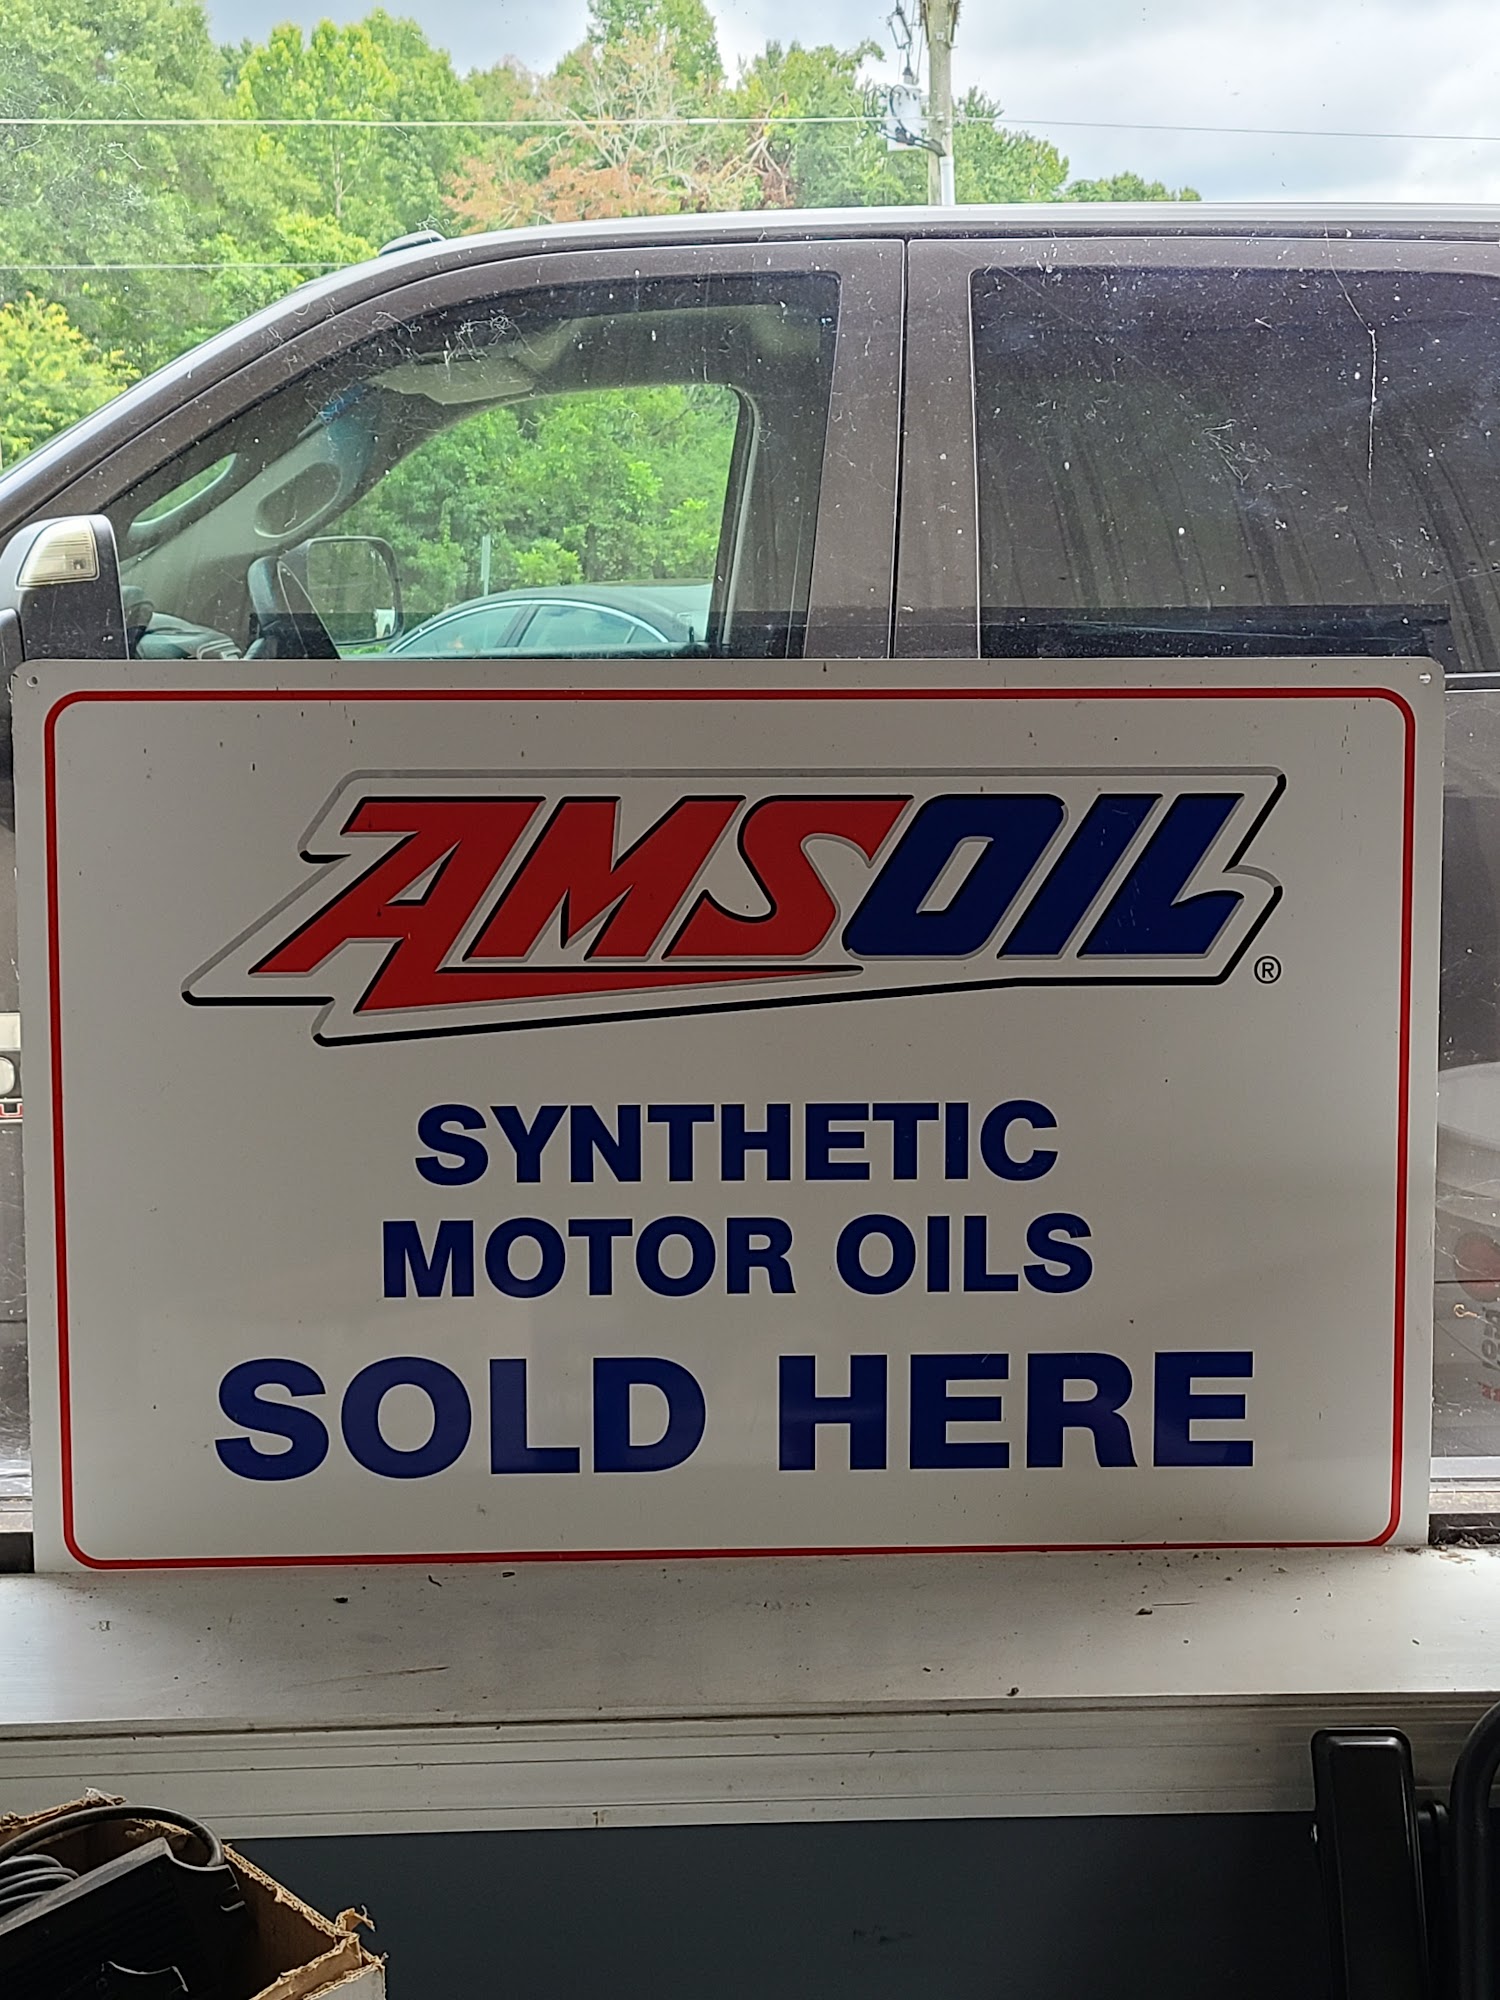 AMSOIL®
SYNTHETIC
MOTOR OILS
SOLD HERE